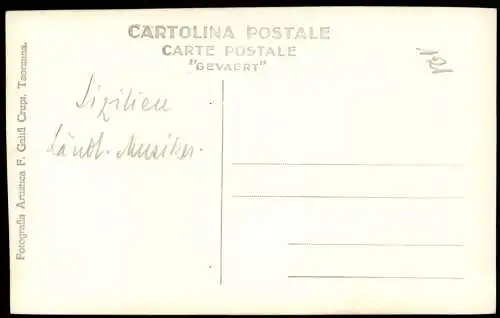 CARTOLINA POSTALE
CARTE POSTALE
"GEVAERT"
Sizilien
Ländl. Musiker.
Fotografia Artistica F. Galifi Crupi, Taormina.